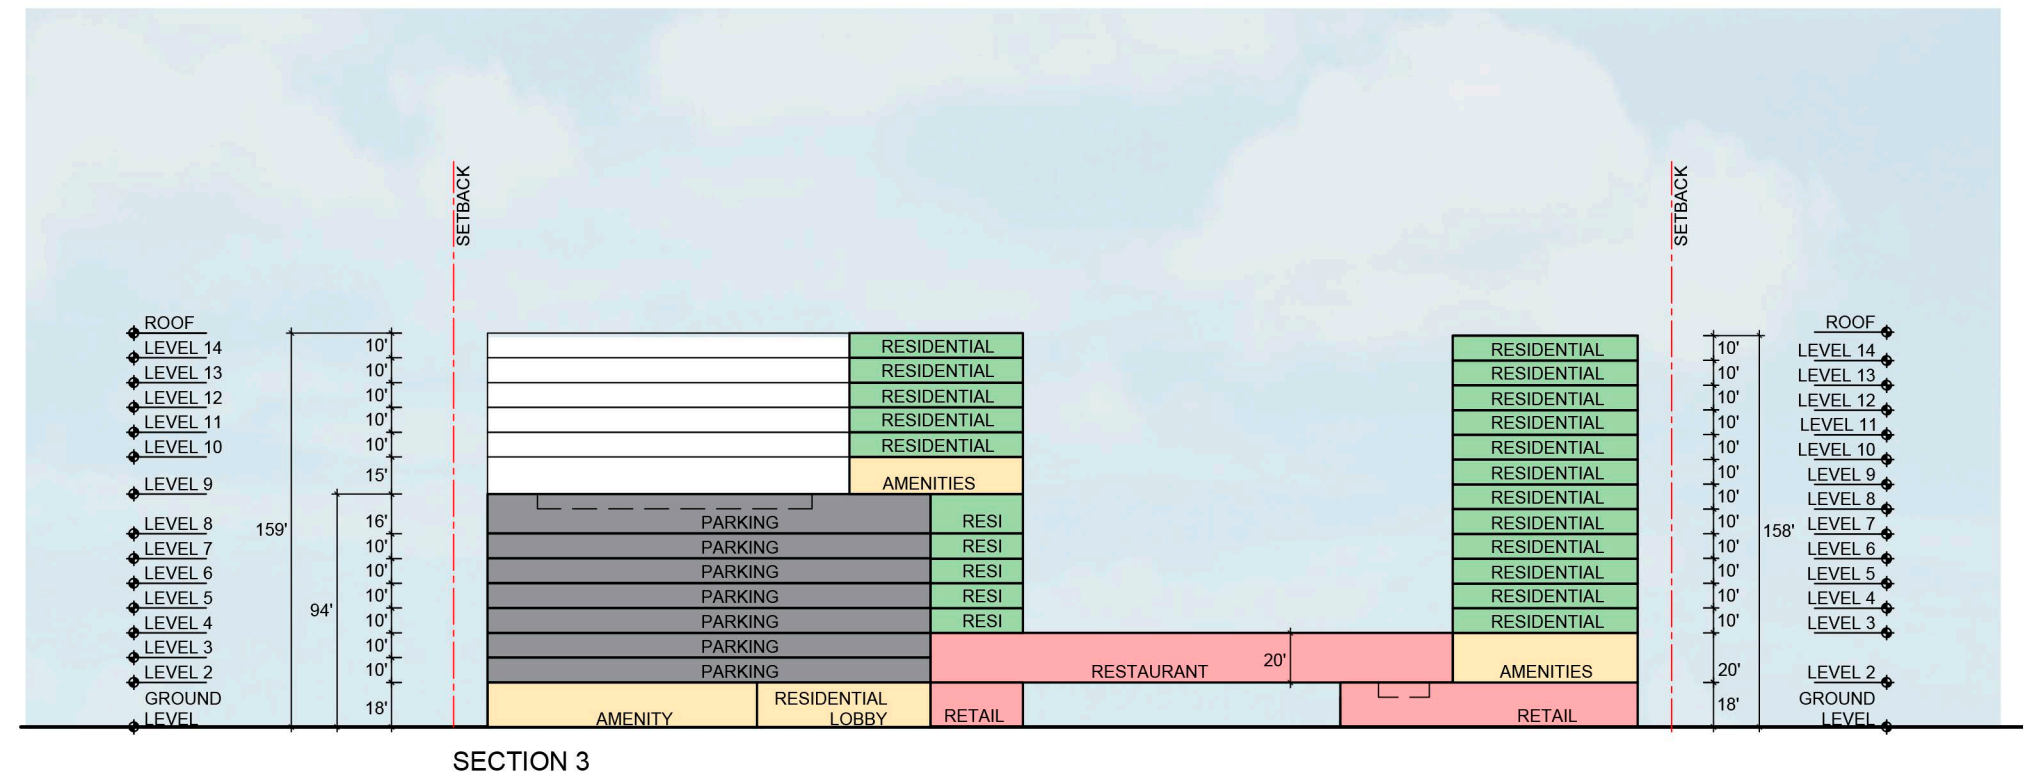 SETBACK
SETBACK
ROOF
LEVEL 14
LEVEL 13
LEVEL 12
LEVEL 11
LEVEL 10
LEVEL 9
LEVEL 8
LEVEL 7
LEVEL 6
LEVEL 5
LEVEL 4
LEVEL 3
LEVEL 2
GROUND
LEVEL
159'
94'
10'
10'
10'
10'
10'
15'
16'
10'
10'
10'
10'
10'
10'
18'
PARKING
PARKING
PARKING
PARKING
PARKING
PARKING
PARKING
AMENITY
RESIDENTIAL
LOBBY
RESIDENTIAL
RESIDENTIAL
RESIDENTIAL
RESIDENTIAL
RESIDENTIAL
AMENITIES
RESI
RESI
RESI
RESI
RESI
RETAIL
RESTAURANT
20'
RESIDENTIAL
RESIDENTIAL
RESIDENTIAL
RESIDENTIAL
RESIDENTIAL
RESIDENTIAL
RESIDENTIAL
RESIDENTIAL
RESIDENTIAL
RESIDENTIAL
RESIDENTIAL
RESIDENTIAL
AMENITIES
RETAIL
10'
10'
10'
10'
10'
10'
10'
10'
10'
10'
10'
10'
20'
18'
158'
ROOF
LEVEL 14
LEVEL 13
LEVEL 12
LEVEL 11
LEVEL 10
LEVEL 9
LEVEL 8
LEVEL 7
LEVEL 6
LEVEL 5
LEVEL 4
LEVEL 3
LEVEL 2
GROUND
LEVEL
SECTION 3